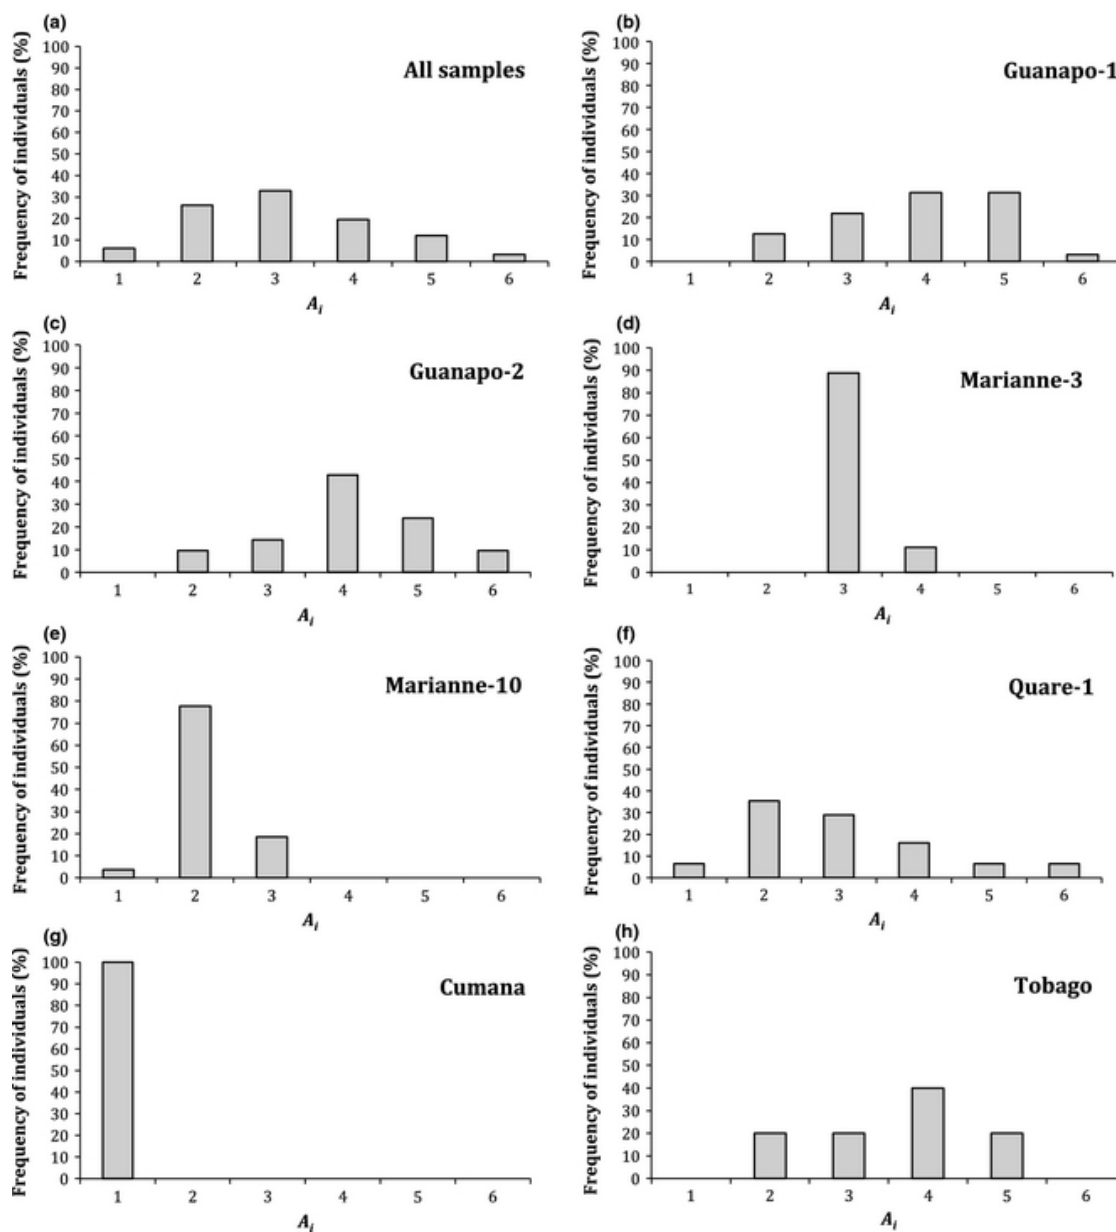 (a)
Frequency of individuals (%)
100
90
80
70
60
50
40
30
20
10
0
All samples
1 2 3 4 5 6
Ai
(b)
Frequency of individuals (%)
100
90
80
70
60
50
40
30
20
10
0
Guanapo-1
1 2 3 4 5 6
Ai
(c)
Frequency of individuals (%)
100
90
80
70
60
50
40
30
20
10
0
Guanapo-2
1 2 3 4 5 6
Ai
(d)
Frequency of individuals (%)
100
90
80
70
60
50
40
30
20
10
0
Marianne-3
1 2 3 4 5 6
Ai
(e)
Frequency of individuals (%)
100
90
80
70
60
50
40
30
20
10
0
Marianne-10
1 2 3 4 5 6
Ai
(f)
Frequency of individuals (%)
100
90
80
70
60
50
40
30
20
10
0
Quare-1
1 2 3 4 5 6
Ai
(g)
Frequency of individuals (%)
100
90
80
70
60
50
40
30
20
10
0
Cumana
1 2 3 4 5 6
Ai
(h)
Frequency of individuals (%)
100
90
80
70
60
50
40
30
20
10
0
Tobago
1 2 3 4 5 6
Ai